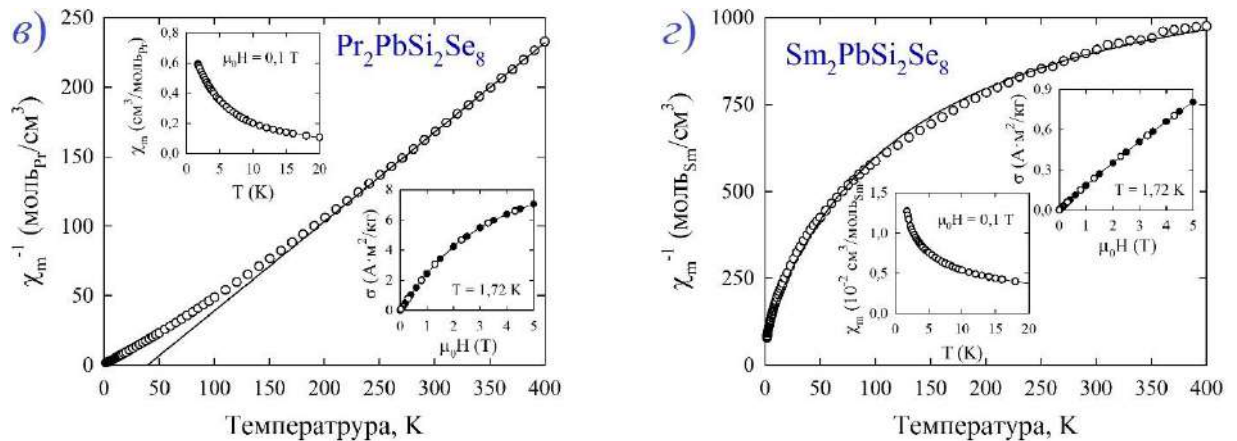 в)
Pr₂PbSi₂Se₈
χₘ⁻¹ (моль_Pr/см³)
250
200
150
100
50
0
0 50 100 150 200 250 300 350 400
Температрура, K
χₘ (см³/моль_Pr)
0,8
0,6
0,4
0,2
0,0
μ₀H = 0,1 T
0 5 10 15 20
T (K)
σ (А·м²/кг)
8
6
4
2
0
T = 1,72 K
0 1 2 3 4 5
μ₀H (T)
г)
Sm₂PbSi₂Se₈
χₘ⁻¹ (моль_Sm/см³)
1000
750
500
250
0
0 50 100 150 200 250 300 350 400
Температура, K
σ (А·м²/кг)
0,9
0,6
0,3
0,0
T = 1,72 K
0 1 2 3 4 5
μ₀H (T)
χₘ (10⁻² см³/моль_Sm
1,5
1,0
0,5
0,0
μ₀H = 0,1 T
0 5 10 15 20
T (K)